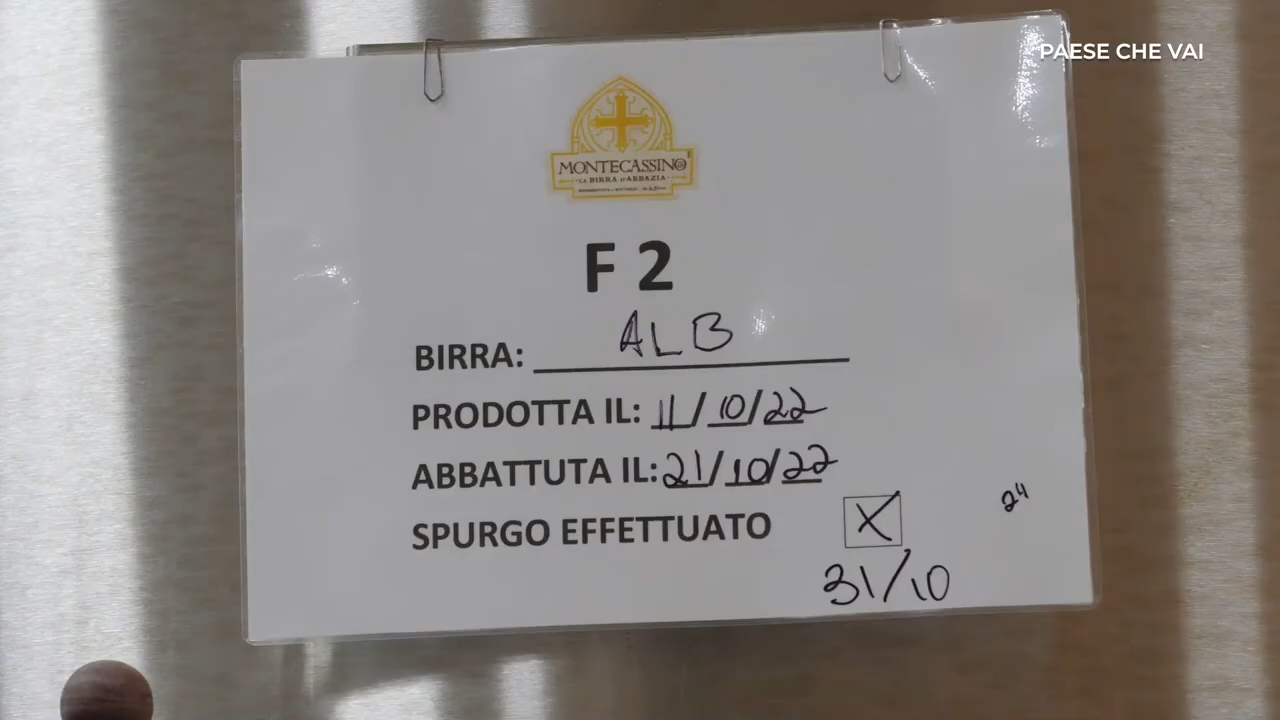 PAESE CHE VAI
MONTECASSINO
LA BIRRA D'ABBAZIA
F 2
BIRRA: ALB
PRODOTTA IL: 11/10/22
ABBATTUTA IL: 21/10/22
SPURGO EFFETTUATO X
24
31/10